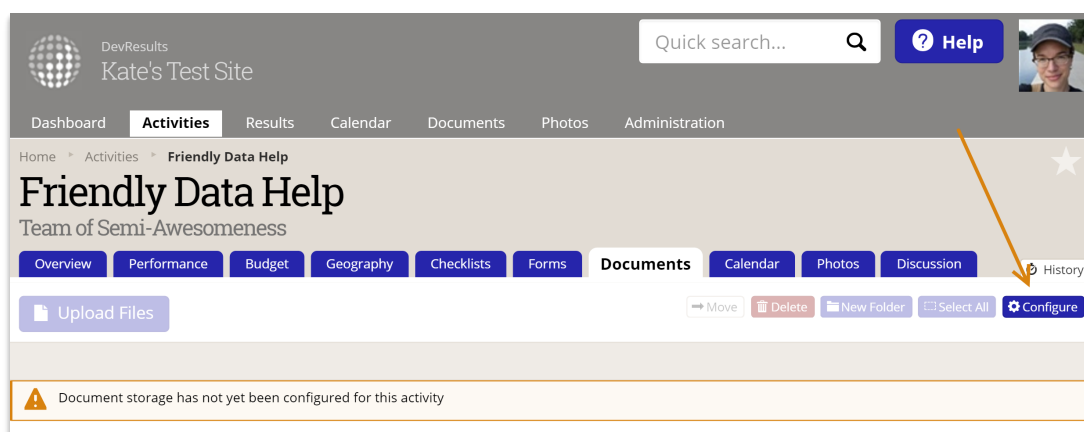 DevResults
Kate's Test Site
Quick search...
Help
Dashboard Activities Results Calendar Documents Photos Administration
Home Activities Friendly Data Help
Friendly Data Help
Team of Semi-Awesomeness
Overview Performance Budget Geography Checklists Forms Documents Calendar Photos Discussion
History
Upload Files
Move Delete New Folder Select All Configure
Document storage has not yet been configured for this activity